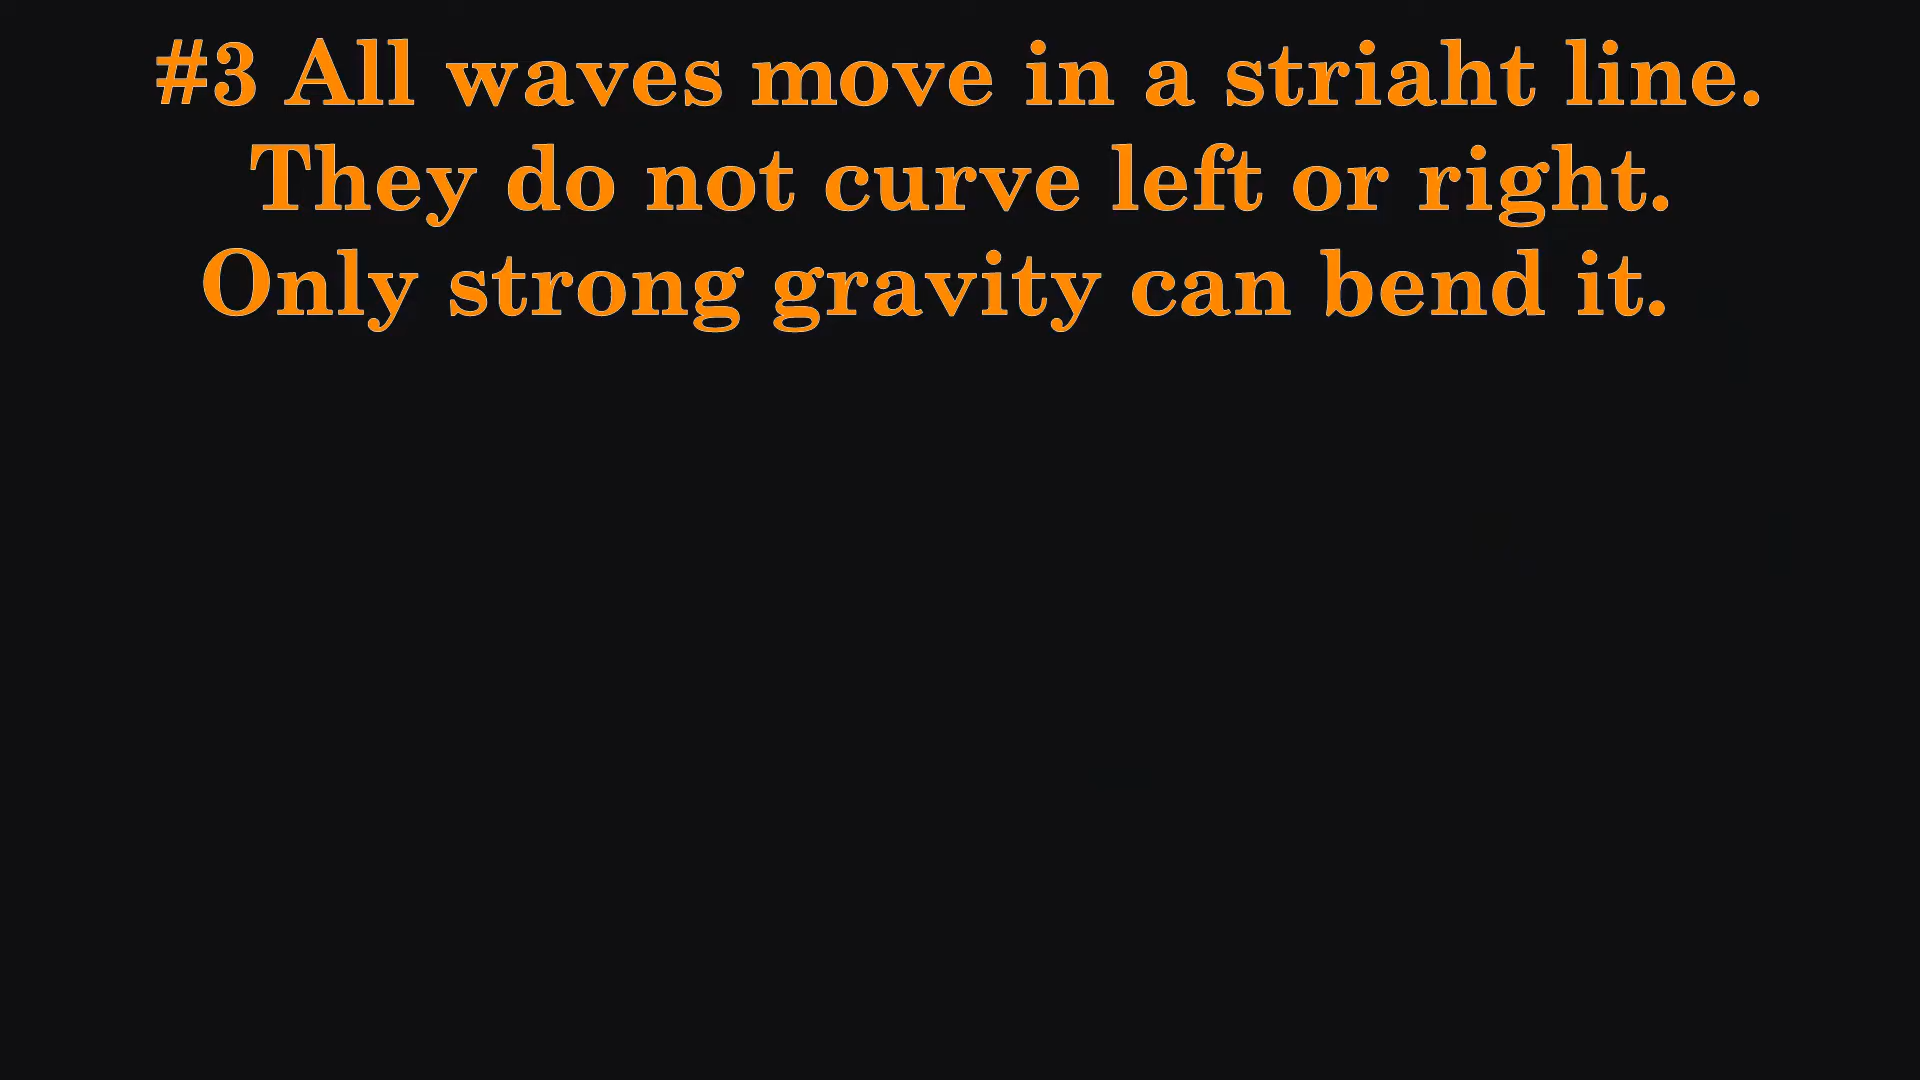 #3 All waves move in a striaht line.
They do not curve left or right.
Only strong gravity can bend it.